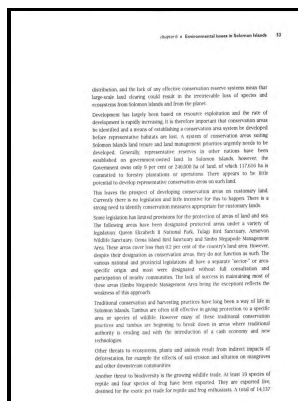 chapter 6 • Environmental Issues in Solomon Islands 53
distribution, and the lack of any effective conservation reserve systems mean that
large-scale land clearing could result in the irretrievable loss of species and
ecosystems from Solomon Islands and from the planet.
Development has largely been based on resource exploitation and the rate of
development is rapidly increasing. It is therefore important that conservation areas
be identified and a means of establishing a conservation area system be developed
before representative habitats are lost. A system of conservation areas suiting
Solomon Islands land tenure and land management priorities urgently needs to be
developed. Generally, representative reserves in other nations have been
established on government-owned land. In Solomon Islands, however, the
Government owns only 9 per cent or 240,000 ha of land, of which
committed to forestry plantations or operations. There appears to be little
potential to develop representative conservation areas on such land.
This leaves the prospect of developing conservation areas on customary land.
Currently there is no legislation and little incentive for this to happen. There is a
strong need to identify conservation measures appropriate for customary lands.
Some legislation has limited provisions for the protection of areas of land and sea.
The following areas have been designated protected areas under a variety of
legislation: Queen Elizabeth II National Park, Tulagi Bird Sanctuary, Arnavon
Wildlife Sanctuary, Oema Island Bird Sanctuary and Simbo Megapode Management
Area. These areas cover less than 0.2 per cent of the country's land area. However,
despite their designation as conservation areas, they do not function as such. The
various national and provincial legislations all have a separate 'sector' or area-
specific origin and most were designated without full consultation and
participation of nearby communities. The lack of success in maintaining most of
these areas (Simbo Megapode Management Area being the exception) reflects the
weakness of this approach.
Traditional conservation and harvesting practices have long been a way of life in
Solomon Islands. Tambus are often still effective in giving protection to a specific
area or species of wildlife. However many of these traditional conservation
practices and tambus are beginning to break down in areas where traditional
authority is eroding and with the introduction of a cash economy and new
technologies.
Other threats to ecosystems, plants and animals result from indirect impacts of
deforestation, for example the effects of soil erosion and siltation on mangroves
and other downstream communities.
Another threat to biodiversity is the growing wildlife trade. At least 19 species of
reptile and four species of frog have been exported. They are exported live,
destined for the exotic pet trade for reptile and frog enthusiasts. A total of 14,137